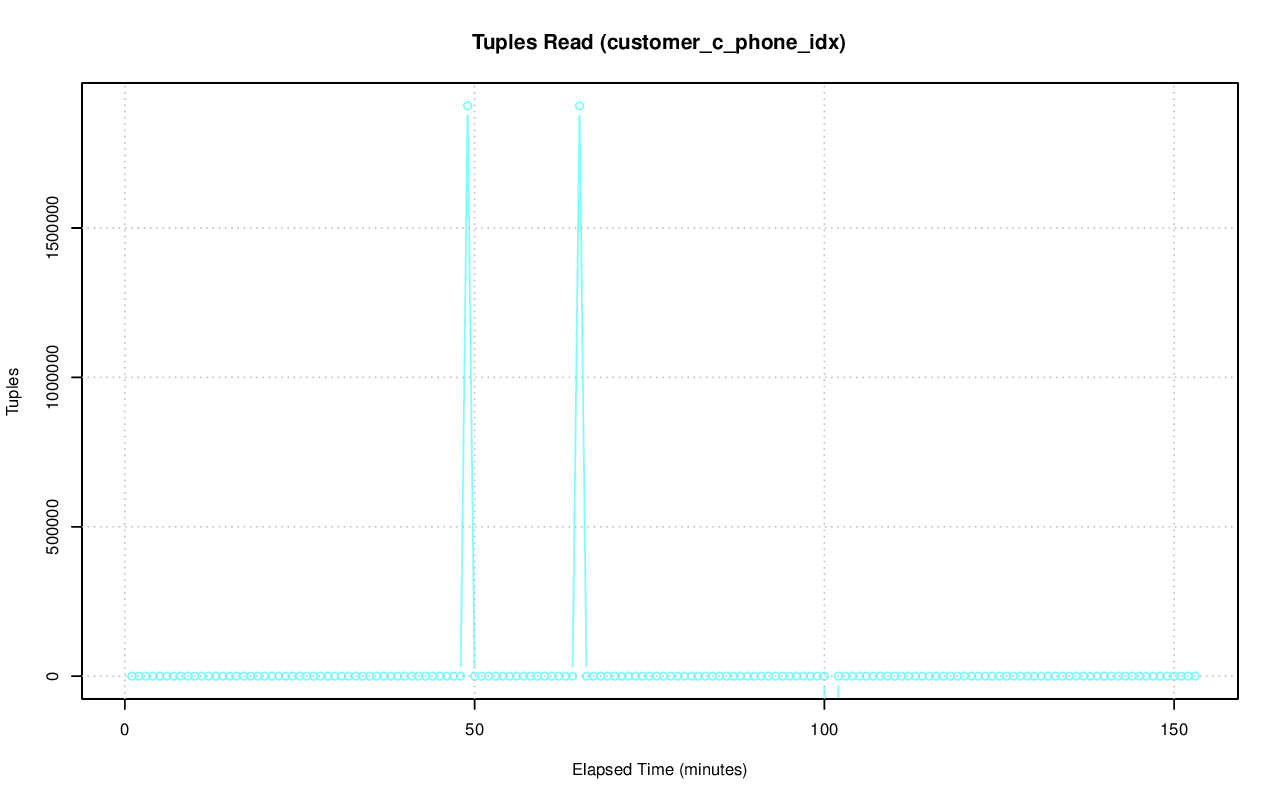 Tuples Read (customer_c_phone_idx)
Tuples
1500000
1000000
500000
0
0 50 100 150
Elapsed Time (minutes)